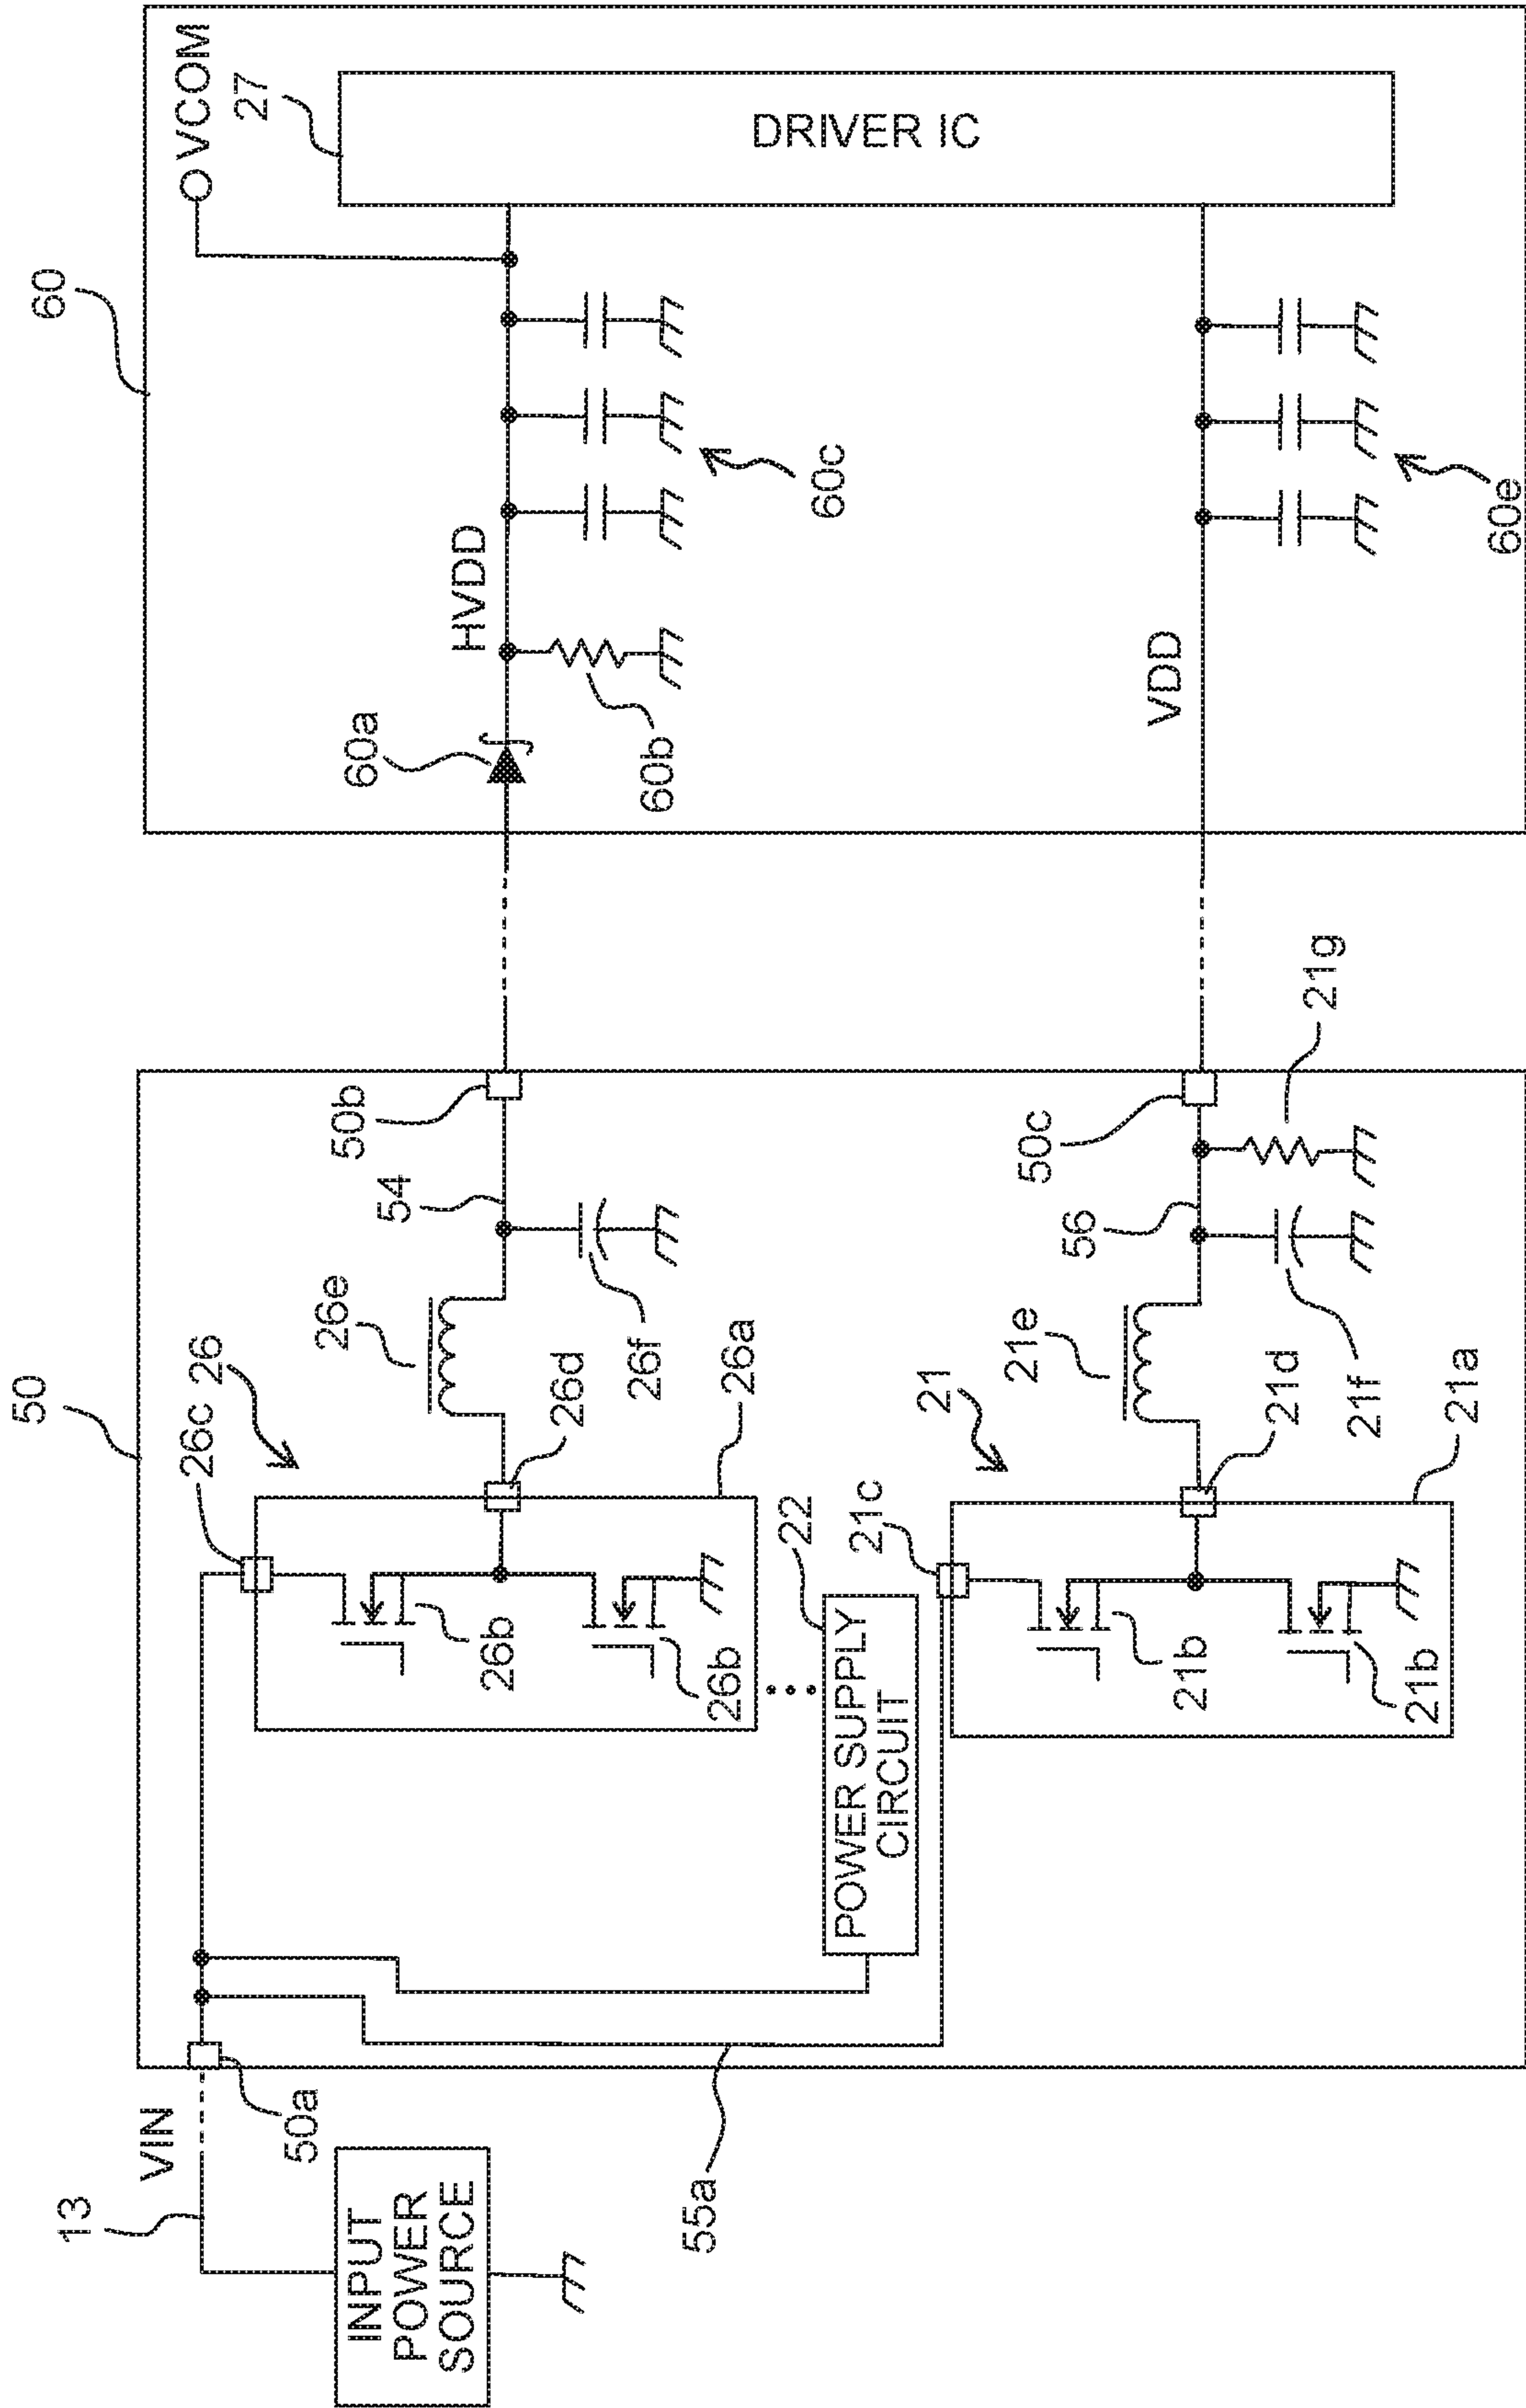 50
60
VCOM
27
26c
26
26e
54
50b
60a
HVDD
DRIVER IC
13
VIN
50a
INPUT
POWER
SOURCE
26b
26b
26d
26f
26a
60b
60c
22
POWER SUPPLY
CIRCUIT
21c
21
21e
56
50c
21g
VDD
55a
21b
21b
21d
21f
21a
60e